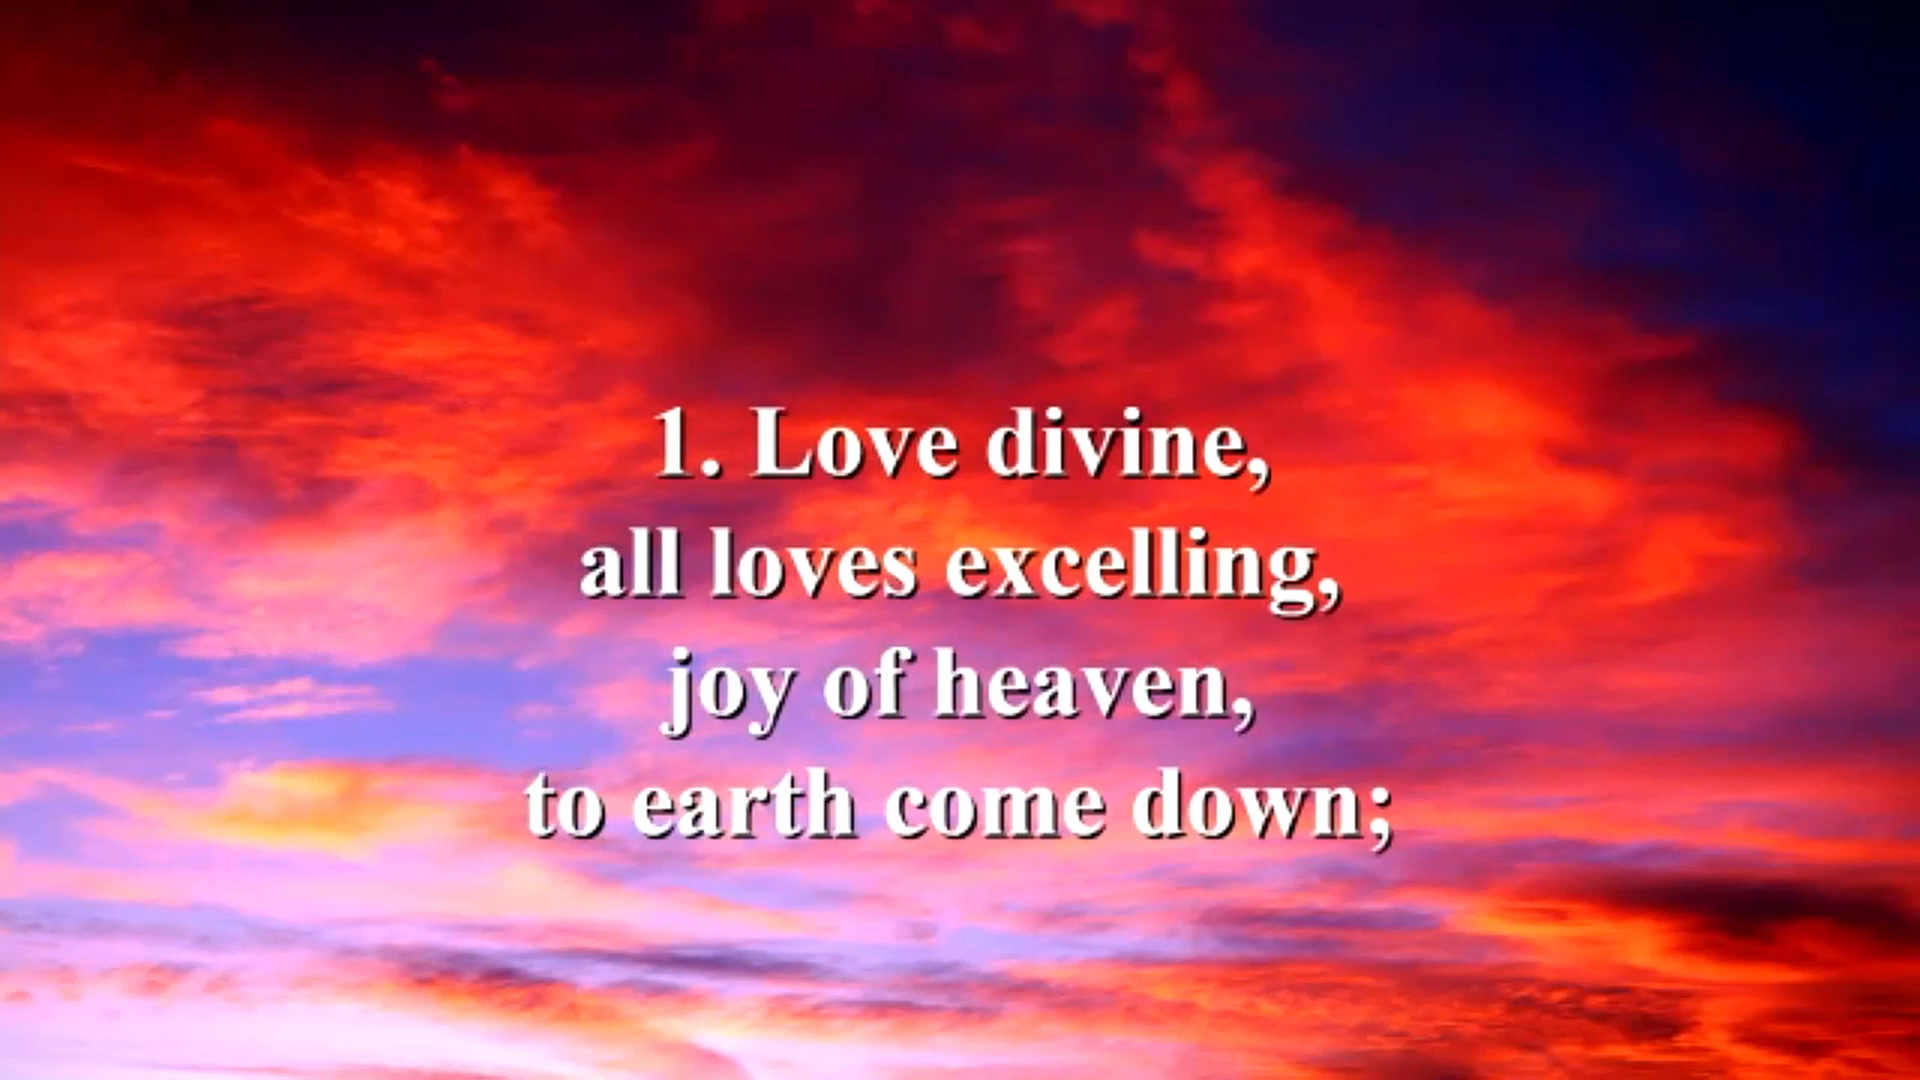 1. Love divine,
all loves excelling,
joy of heaven,
to earth come down;